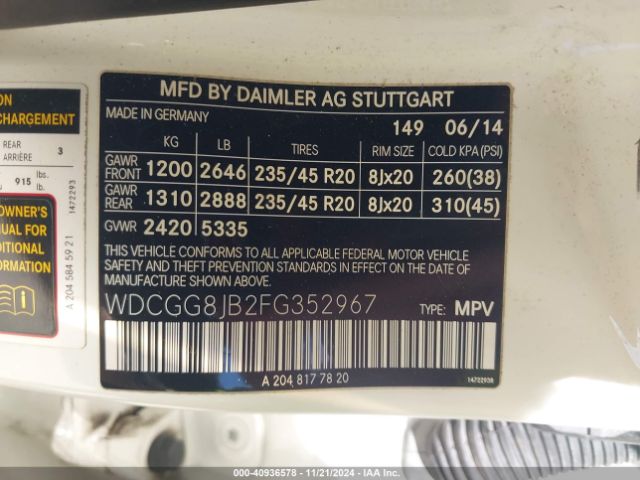 ON
CHARGEMENT
REAR 3
ARRIÈRE
915 lbs.
lb.
1472293
OWNER'S
NUAL FOR
DITIONAL
FORMATION
A 204 584 59 21
MFD BY DAIMLER AG STUTTGART
MADE IN GERMANY
149 06/14
KG LB TIRES RIM SIZE COLD KPA(PSI)
GAWR FRONT 1200 2646 235/45 R20 8Jx20 260(38)
GAWR REAR 1310 2888 235/45 R20 8Jx20 310(45)
GVWR 2420 5335
THIS VEHICLE CONFORMS TO ALL APPLICABLE FEDERAL MOTOR VEHICLE
SAFETY AND THEFT PREVENTION STANDARDS IN EFFECT ON THE DATE OF
MANUFACTURE SHOWN ABOVE.
WDCGG8JB2FG352967 TYPE: MPV
A 204 817 78 20
14722938
000-40936578 - 11/21/2024 - IAA Inc.